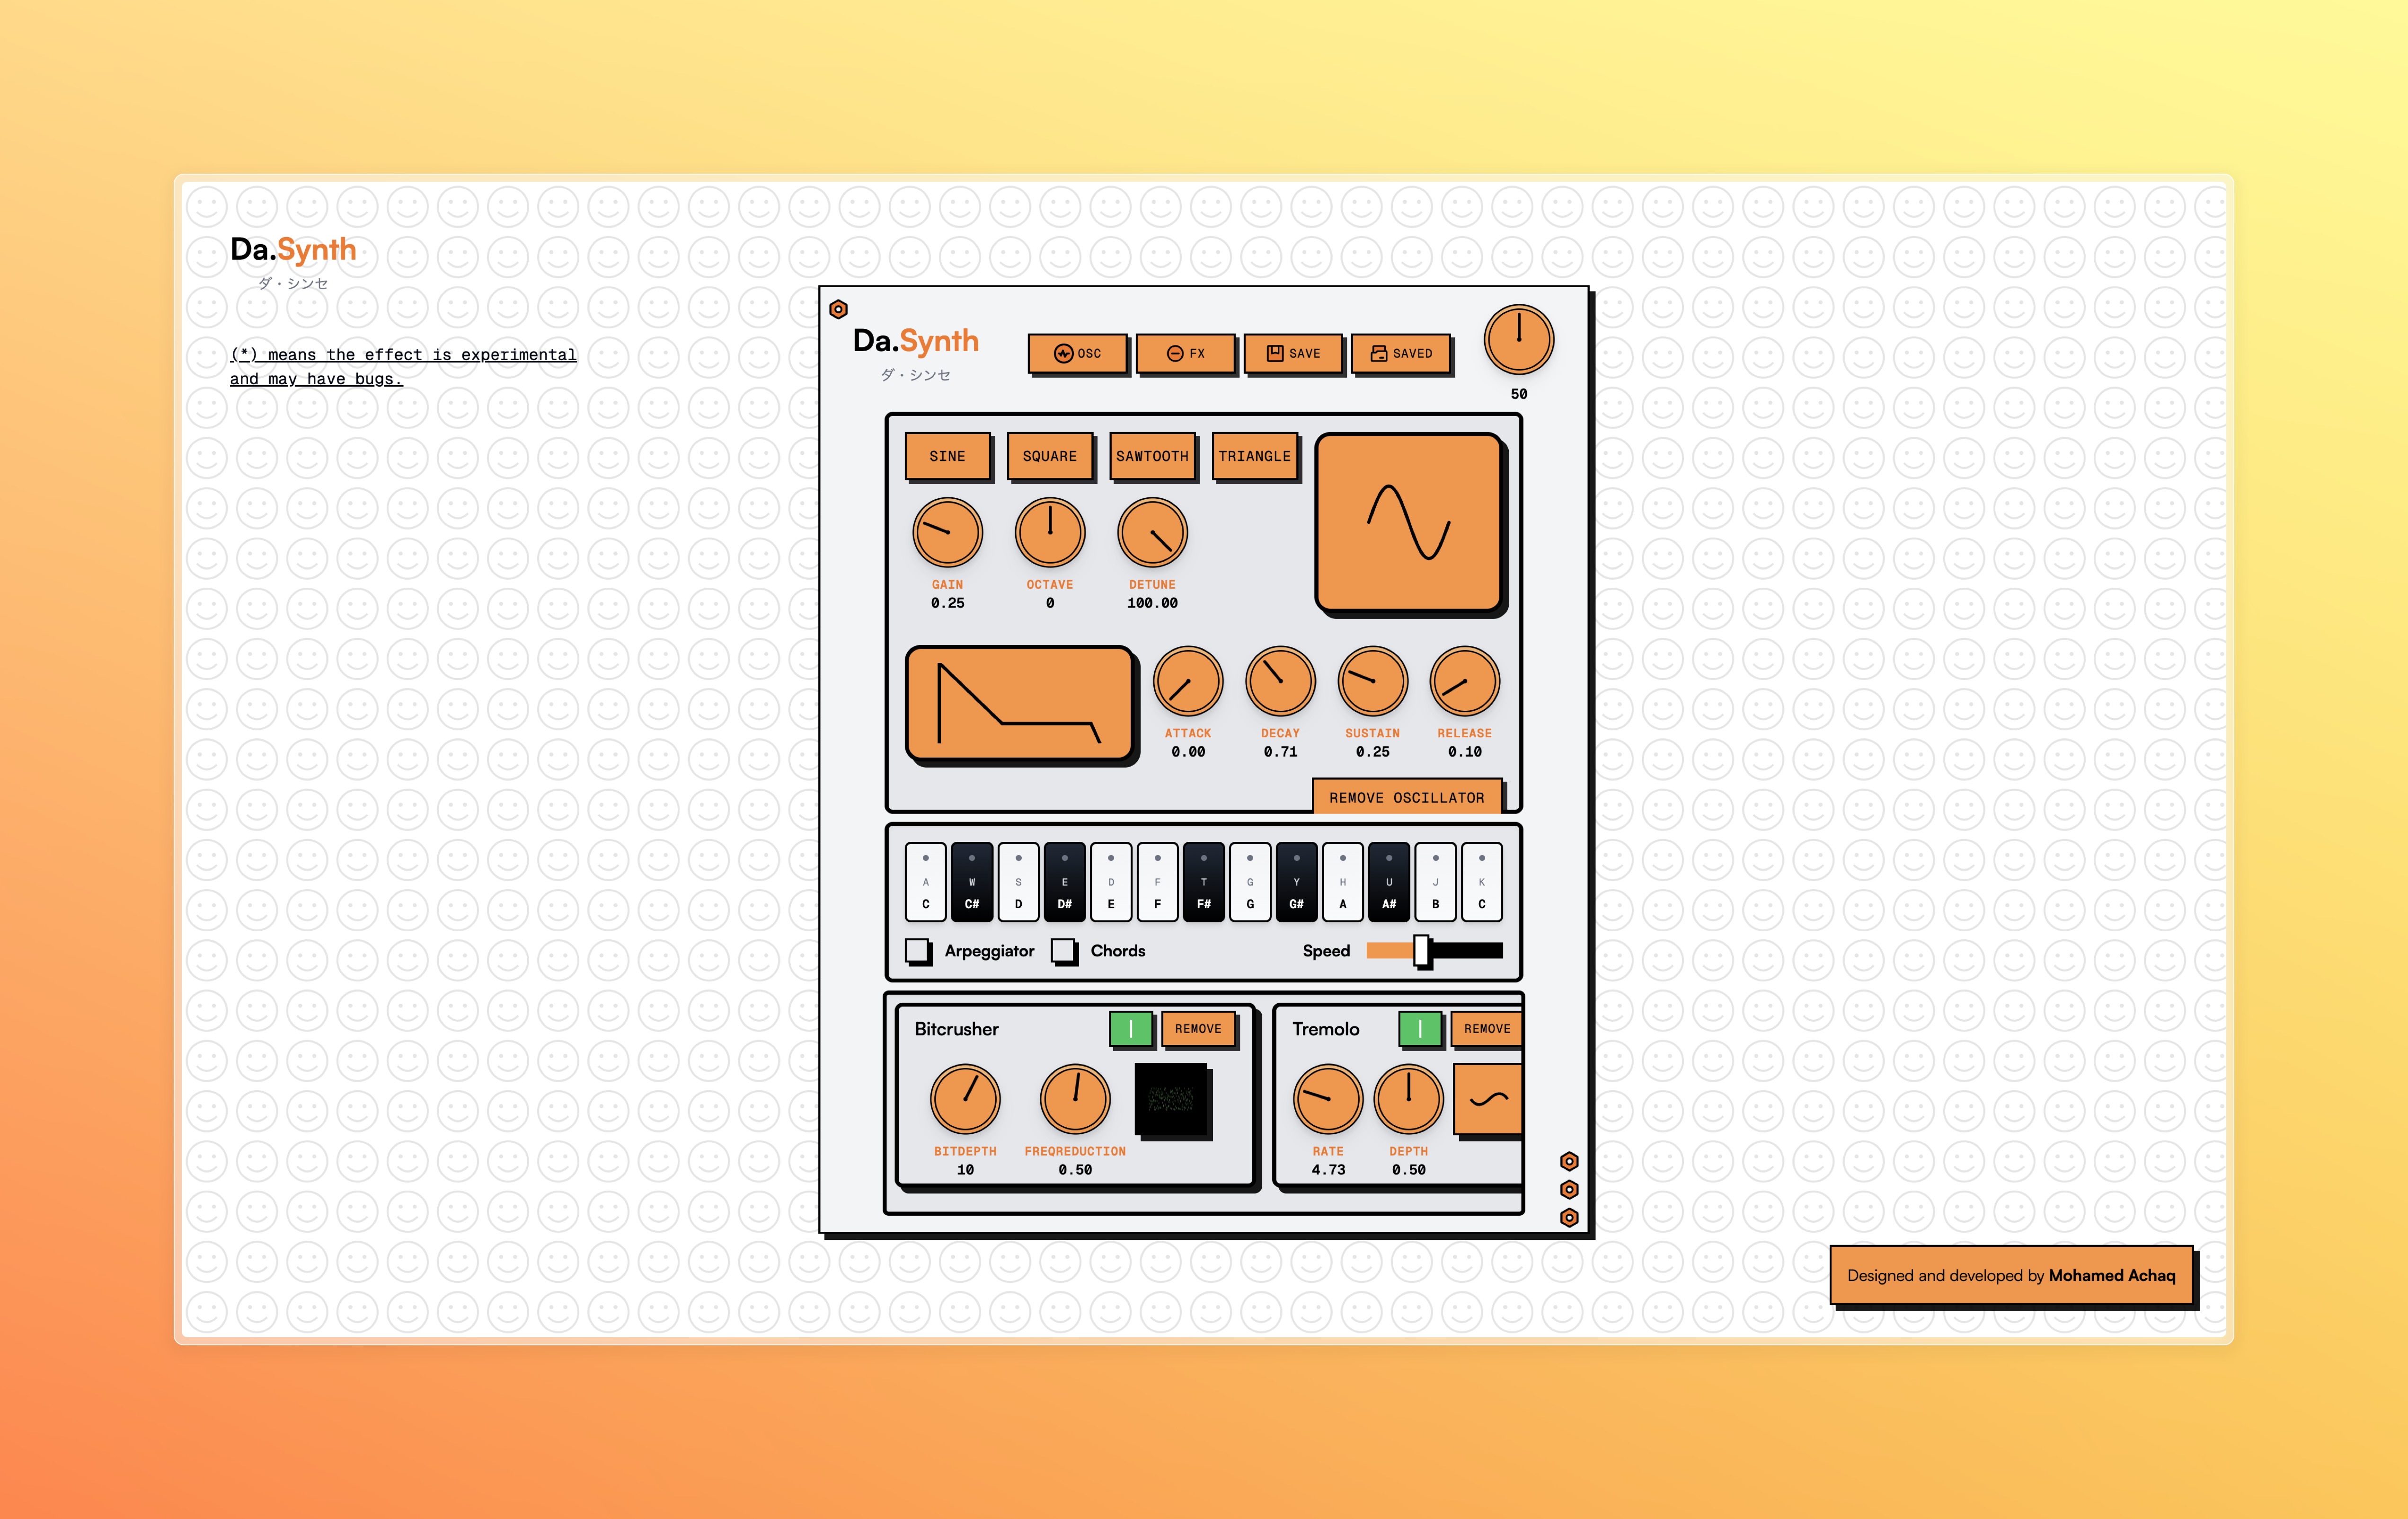 Da.Synth
ダ・シンセ
(*) means the effect is experimental
and may have bugs.
Da.Synth
ダ・シンセ
OSC
FX
SAVE
SAVED
50
SINE
SQUARE
SAWTOOTH
TRIANGLE
GAIN
0.25
OCTAVE
0
DETUNE
100.00
ATTACK
0.00
DECAY
0.71
SUSTAIN
0.25
RELEASE
0.10
REMOVE OSCILLATOR
A W S E D F T G Y H U J K
C C# D D# E F F# G G# A A# B C
Arpeggiator
Chords
Speed
Bitcrusher
REMOVE
BITDEPTH
10
FREQREDUCTION
0.50
Tremolo
REMOVE
RATE
4.73
DEPTH
0.50
Designed and developed by Mohamed Achaq